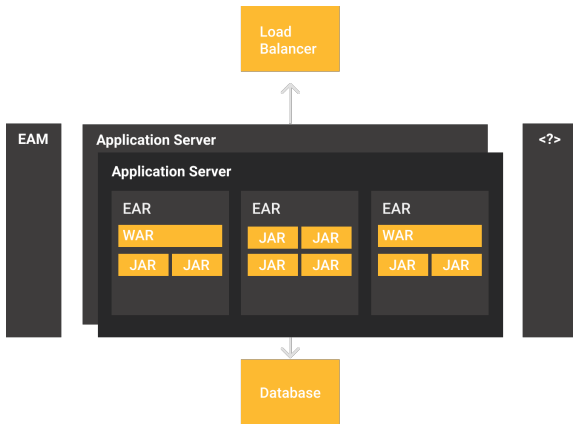 Load
Balancer
EAM
Application Server
<?>
Application Server
EAR
EAR
EAR
WAR
JAR JAR
WAR
JAR JAR
JAR JAR
JAR JAR
Database